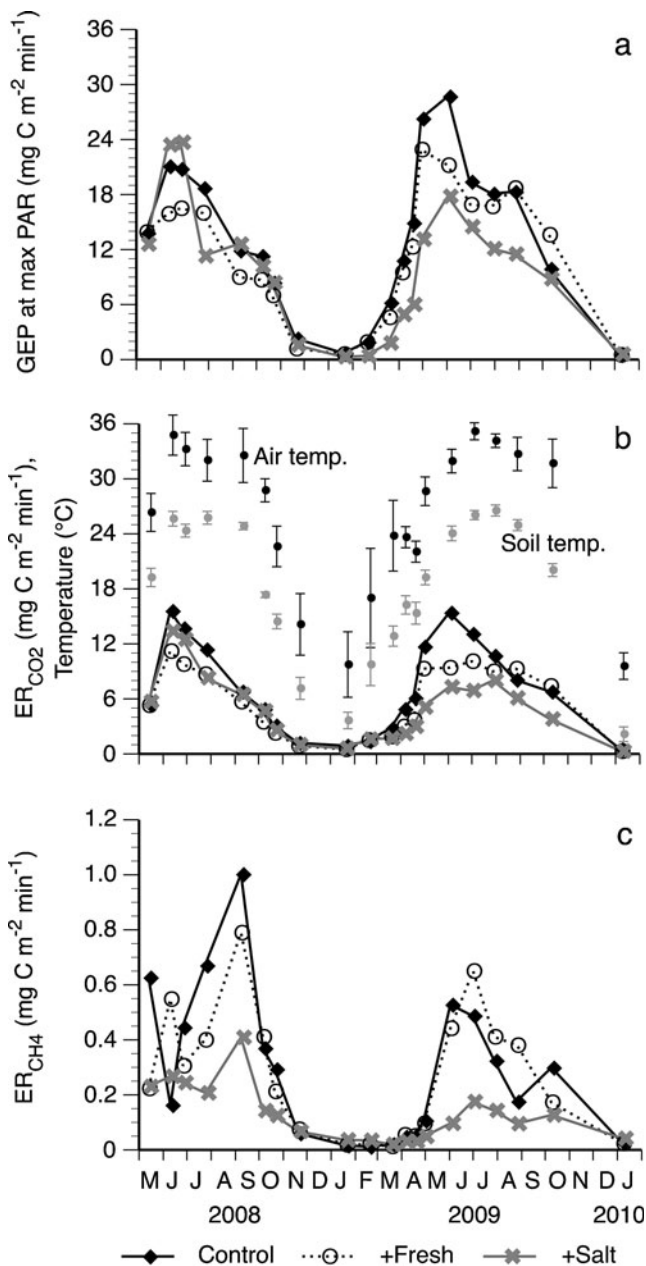 a
GEP at max PAR (mg C m⁻² min⁻¹)
36
30
24
18
12
6
0
b
ER_CO2 (mg C m⁻² min⁻¹),
Temperature (°C)
36
30
24
18
12
6
0
Air temp.
Soil temp.
c
ER_CH4 (mg C m⁻² min⁻¹)
1.2
1.0
0.8
0.6
0.4
0.2
0
M J J A S O N D J F M A M J J A S O N D J
2008 2009 2010
Control +Fresh +Salt